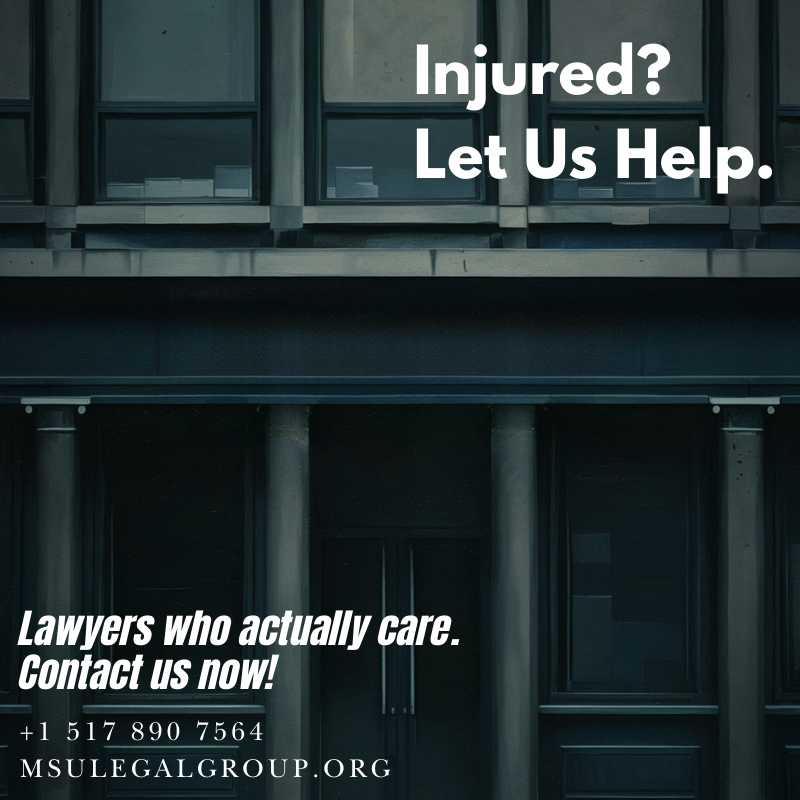 Injured?
Let Us Help.
Lawyers who actually care.
Contact us now!
+1 517 890 7564
MSULEGALGROUP.ORG